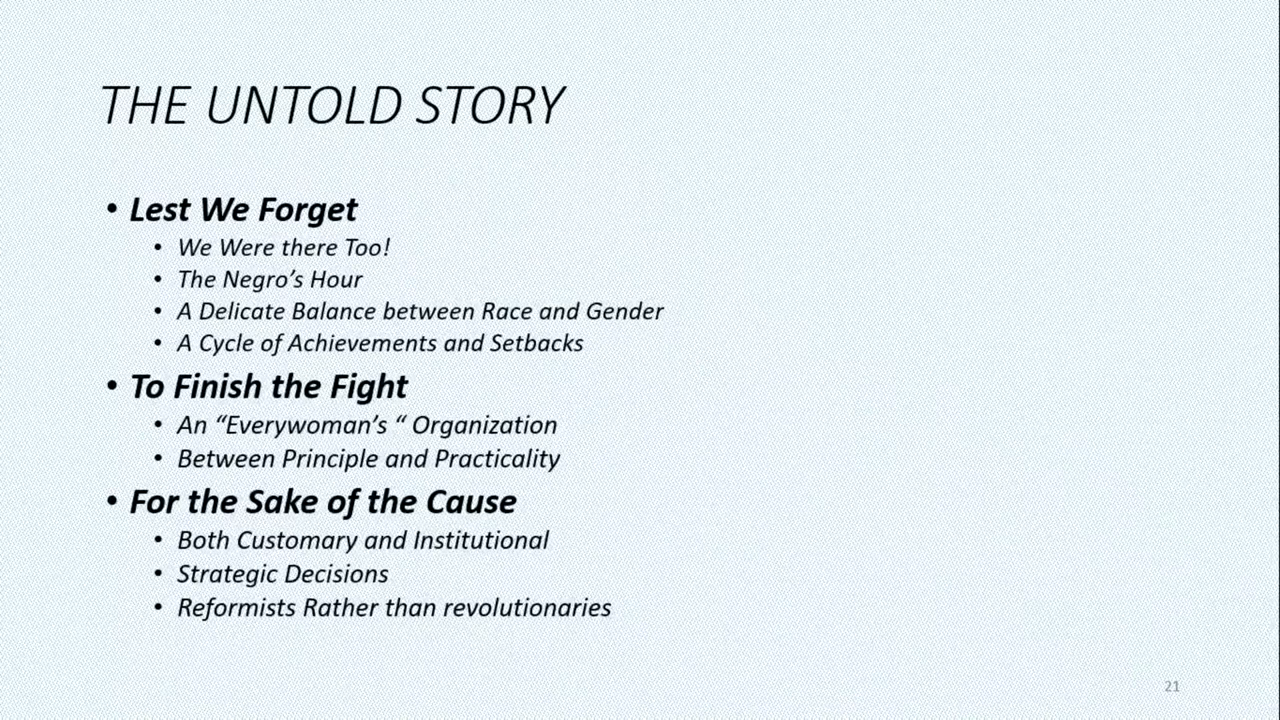 THE UNTOLD STORY
• Lest We Forget
• We Were there Too!
• The Negro’s Hour
• A Delicate Balance between Race and Gender
• A Cycle of Achievements and Setbacks
• To Finish the Fight
• An “Everywoman’s “ Organization
• Between Principle and Practicality
• For the Sake of the Cause
• Both Customary and Institutional
• Strategic Decisions
• Reformists Rather than revolutionaries
21